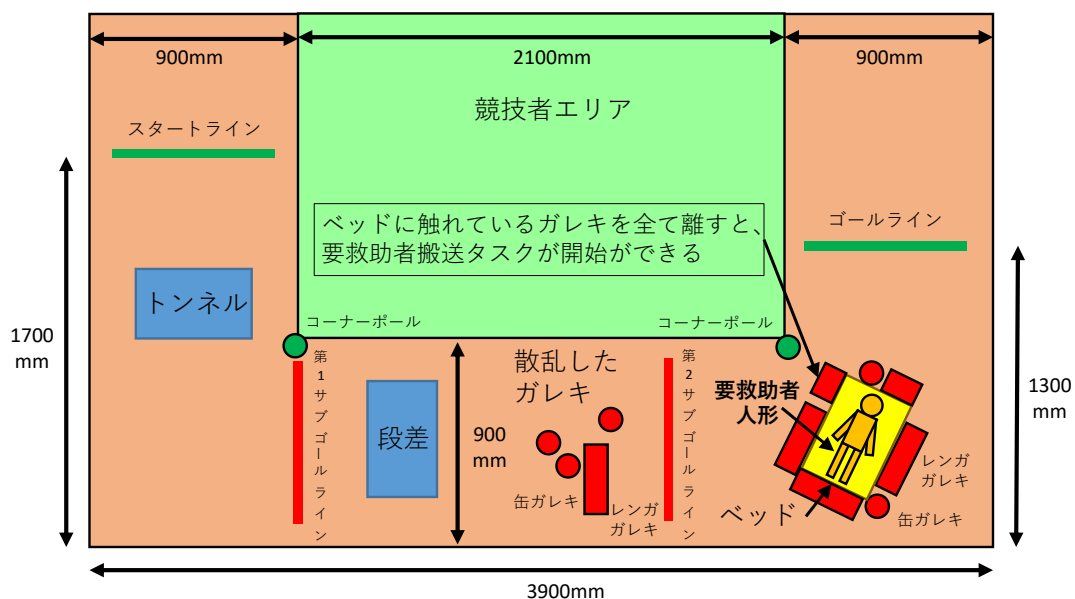 900mm
2100mm
900mm
競技者エリア
スタートライン
ベッドに触れているガレキを全て離すと、
要救助者搬送タスクが開始ができる
ゴールライン
トンネル
1700
mm
コーナーポール
コーナーポール
第1サブゴールライン
散乱した
ガレキ
第2サブゴールライン
要救助者
人形
1300
mm
段差
900
mm
レンガ
ガレキ
缶ガレキ
レンガ
ガレキ
ベッド
缶ガレキ
3900mm